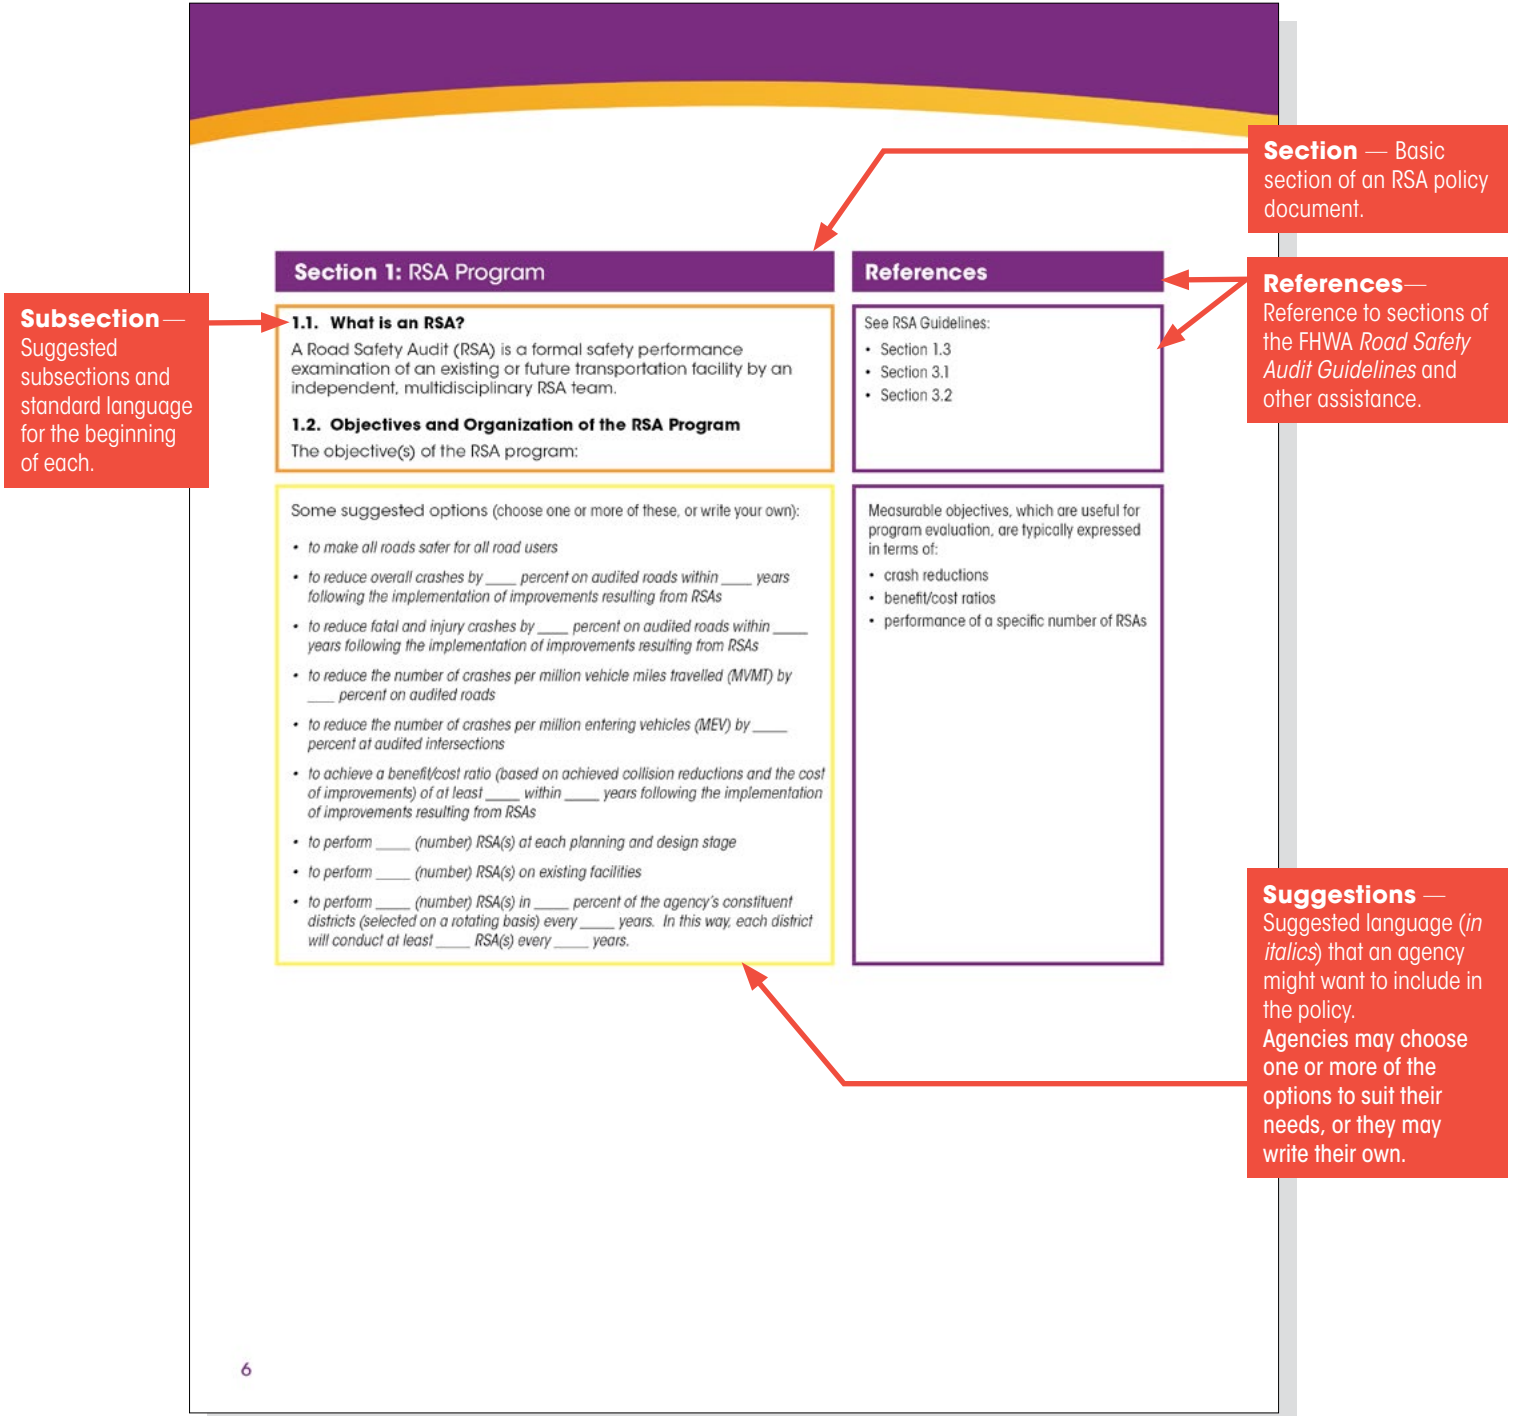 Section — Basic
section of an RSA policy
document.
Section 1: RSA Program
References
References—
Reference to sections of
the FHWA Road Safety
Audit Guidelines and
other assistance.
Subsection—
Suggested
subsections and
standard language
for the beginning
of each.
1.1. What is an RSA?
A Road Safety Audit (RSA) is a formal safety performance
examination of an existing or future transportation facility by an
independent, multidisciplinary RSA team.
1.2. Objectives and Organization of the RSA Program
The objective(s) of the RSA program:
See RSA Guidelines:
• Section 1.3
• Section 3.1
• Section 3.2
Some suggested options (choose one or more of these, or write your own):
• to make all roads safer for all road users
• to reduce overall crashes by ____ percent on audited roads within ____ years
following the implementation of improvements resulting from RSAs
• to reduce fatal and injury crashes by ____ percent on audited roads within ____
years following the implementation of improvements resulting from RSAs
• to reduce the number of crashes per million vehicle miles travelled (MVMT) by
____ percent on audited roads
• to reduce the number of crashes per million entering vehicles (MEV) by ____
percent at audited intersections
• to achieve a benefit/cost ratio (based on achieved collision reductions and the cost
of improvements) of at least ____ within ____ years following the implementation
of improvements resulting from RSAs
• to perform ____ (number) RSA(s) at each planning and design stage
• to perform ____ (number) RSA(s) on existing facilities
• to perform ____ (number) RSA(s) in ____ percent of the agency's constituent
districts (selected on a rotating basis) every ____ years. In this way, each district
will conduct at least ____ RSA(s) every ____ years.
Measurable objectives, which are useful for
program evaluation, are typically expressed
in terms of:
• crash reductions
• benefit/cost ratios
• performance of a specific number of RSAs
Suggestions —
Suggested language (in
italics) that an agency
might want to include in
the policy.
Agencies may choose
one or more of the
options to suit their
needs, or they may
write their own.
6